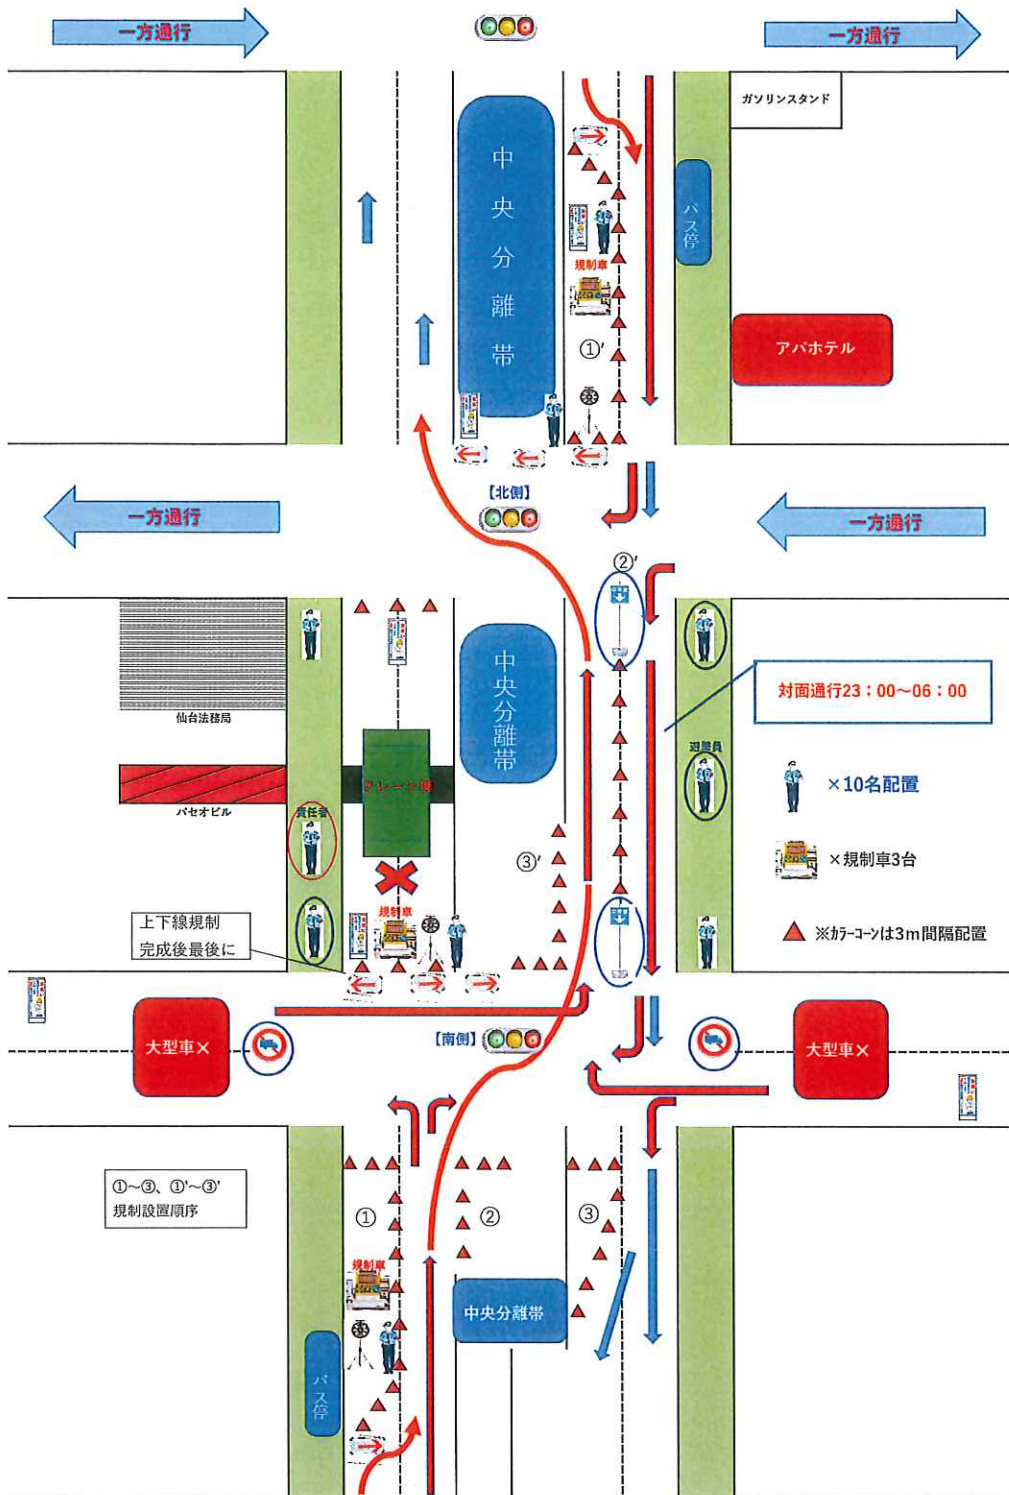 一方通行
一方通行
ガソリンスタンド
中央分離帯
バス停
規制車
①'
アパホテル
【北側】
一方通行
一方通行
②'
中央分離帯
対面通行23：00～06：00
仙台法務局
クレーン車
誘警員
×10名配置
パセオビル
責任者
③'
×規制車3台
上下線規制
完成後最後に
規制車
※ｶﾗｰｺｰﾝは3m間隔配置
大型車×
【南側】
大型車×
①～③、①'～③'
規制設置順序
①
②
③
規制車
中央分離帯
バス停